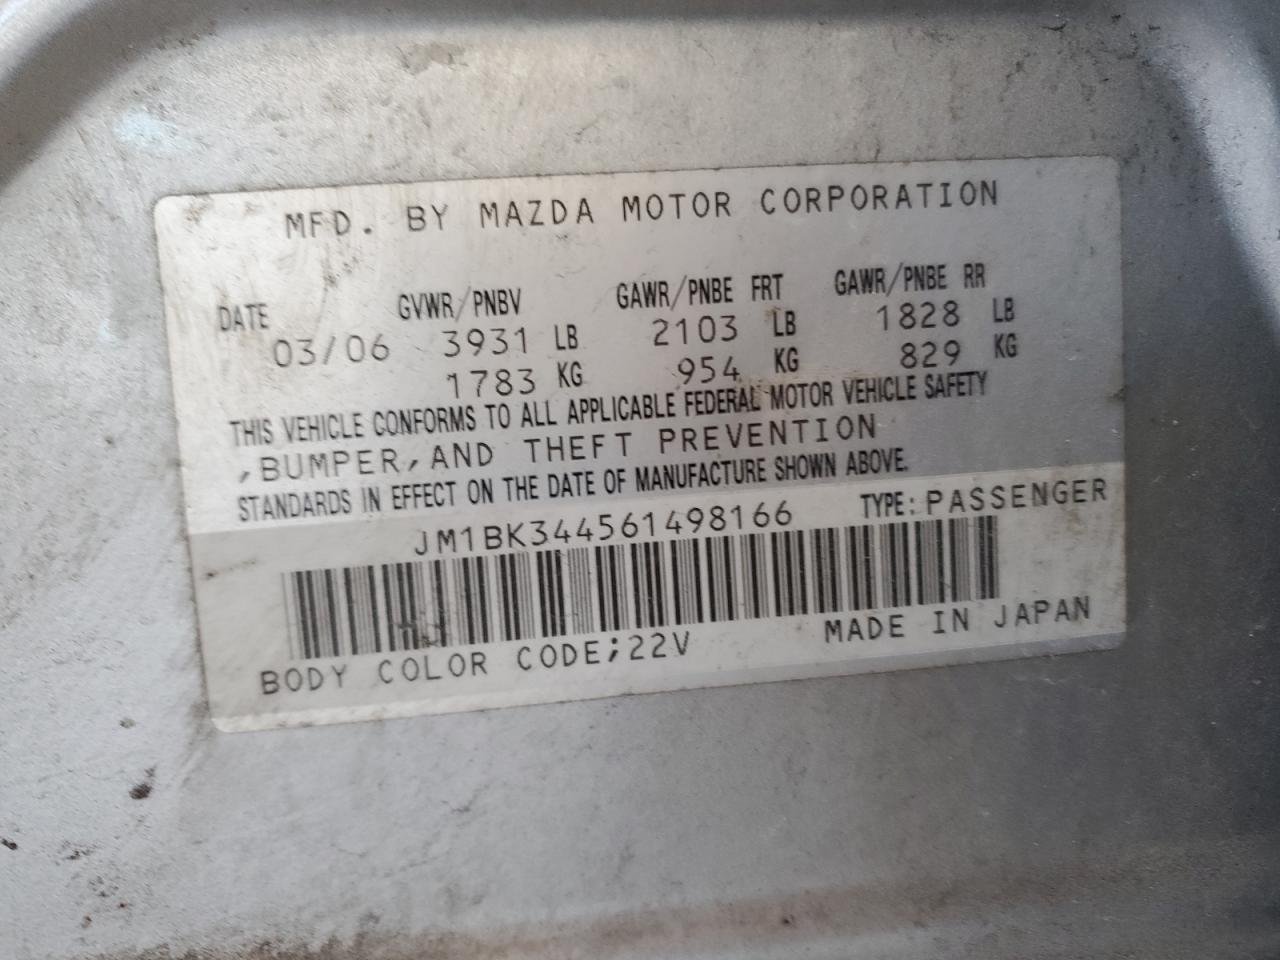 MFD. BY MAZDA MOTOR CORPORATION
DATE GVWR/PNBV GAWR/PNBE FRT GAWR/PNBE RR
03/06 3931 LB 2103 LB 1828 LB
1783 KG 954 KG 829 KG
THIS VEHICLE CONFORMS TO ALL APPLICABLE FEDERAL MOTOR VEHICLE SAFETY
,BUMPER,AND THEFT PREVENTION
STANDARDS IN EFFECT ON THE DATE OF MANUFACTURE SHOWN ABOVE.
JM1BK344561498166 TYPE: PASSENGER
BODY COLOR CODE;22V MADE IN JAPAN